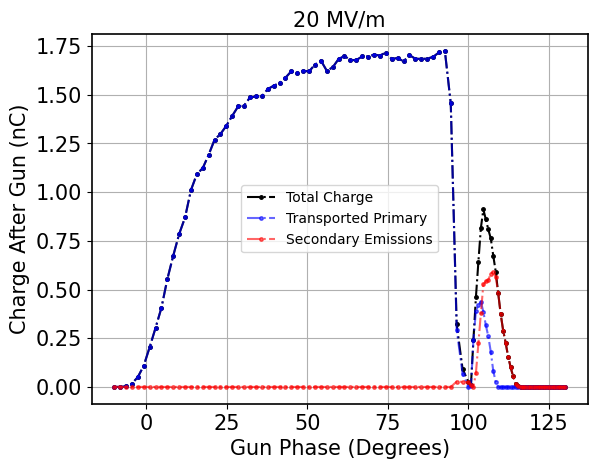 20 MV/m
Charge After Gun (nC)
1.75
1.50
1.25
1.00
0.75
0.50
0.25
0.00
Total Charge
Transported Primary
Secondary Emissions
0 25 50 75 100 125
Gun Phase (Degrees)